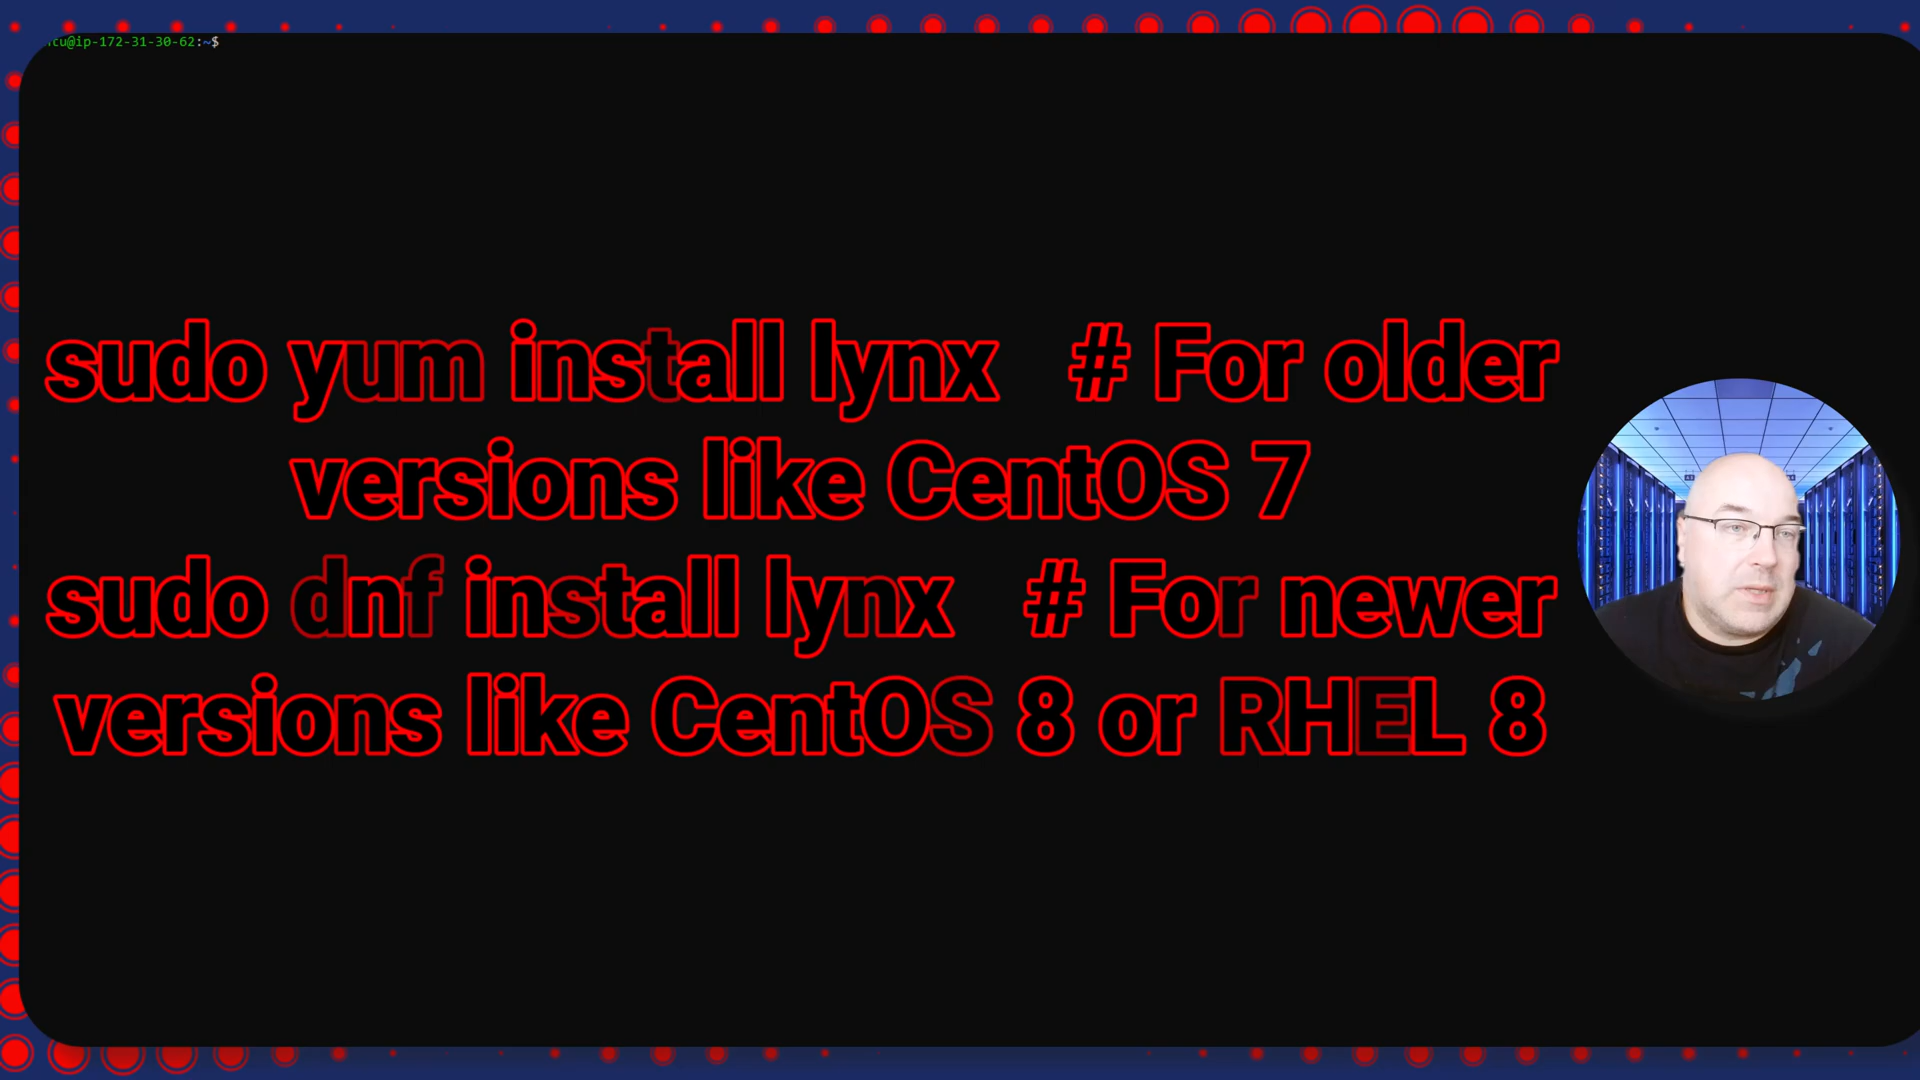 cu@ip-172-31-30-62:~$
sudo yum install lynx # For older
versions like CentOS 7
sudo dnf install lynx # For newer
versions like CentOS 8 or RHEL 8